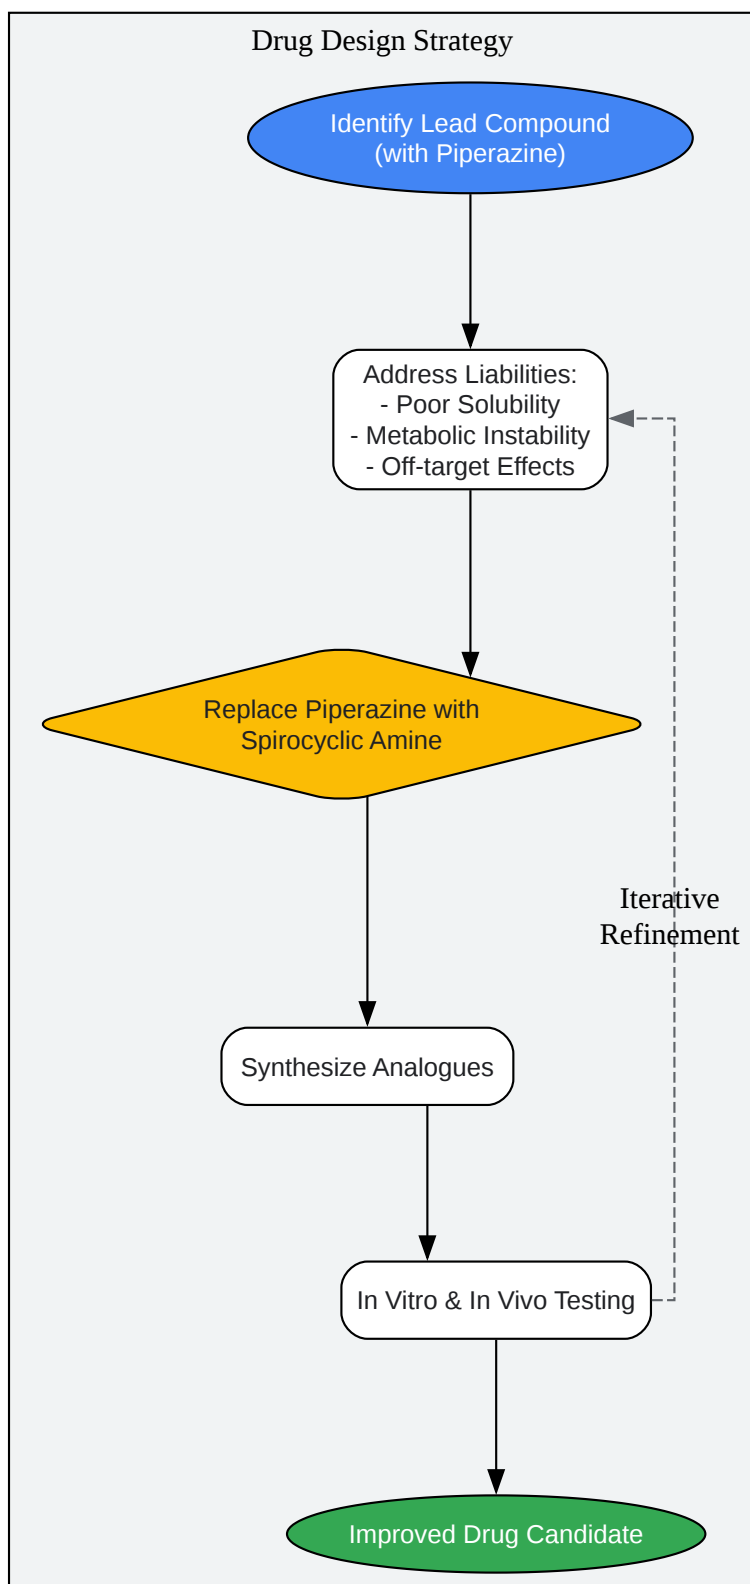 Drug Design Strategy
Identify Lead Compound
(with Piperazine)
Address Liabilities:
- Poor Solubility
- Metabolic Instability
- Off-target Effects
Replace Piperazine with
Spirocyclic Amine
Iterative
Refinement
Synthesize Analogues
In Vitro & In Vivo Testing
Improved Drug Candidate